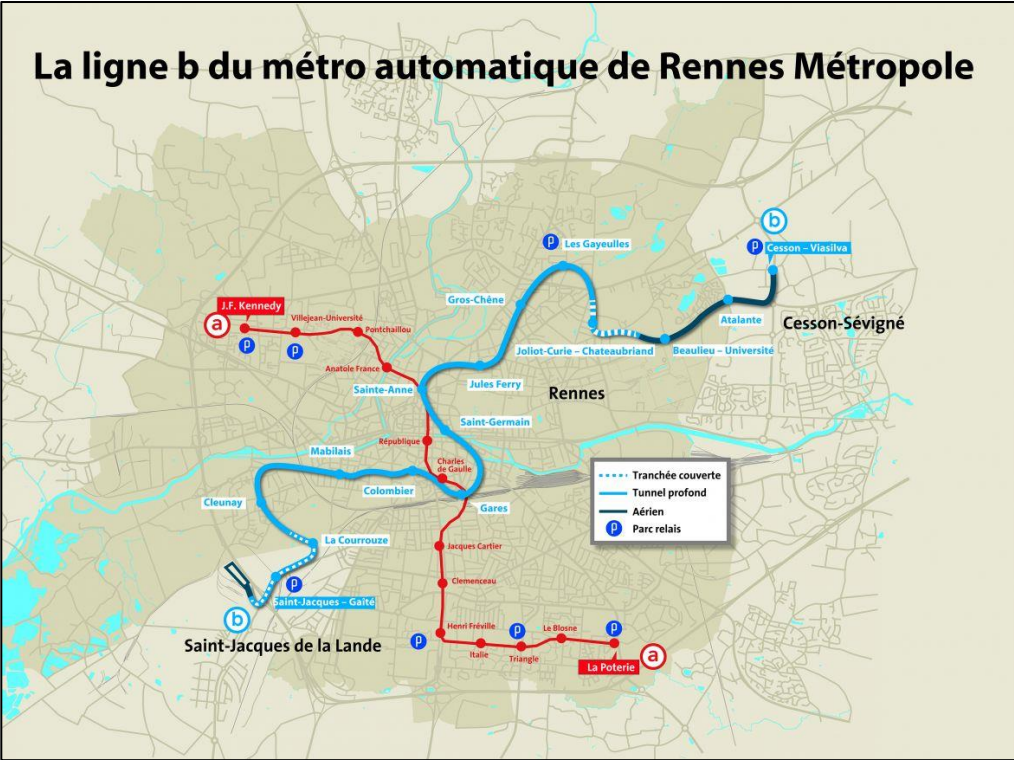 La ligne b du métro automatique de Rennes Métropole
b
P
Les Gayeulles
P
Cesson – Viasilva
J.F. Kennedy
Gros-Chêne
Villejean-Université
a
Pontchaillou
Atalante
Cesson-Sévigné
P
P
Joliot-Curie – Chateaubriand
Beaulieu – Université
Anatole France
Jules Ferry
Sainte-Anne
Rennes
Saint-Germain
République
Mabilais
Charles
de Gaulle
Colombier
Cleunay
Gares
Tranchée couverte
Tunnel profond
Aérien
P
Parc relais
La Courrouze
Jacques Cartier
P
Clemenceau
Saint-Jacques – Gaîté
b
Henri Fréville
Le Blosne
P
P
P
Saint-Jacques de la Lande
Italie
Triangle
La Poterie
a